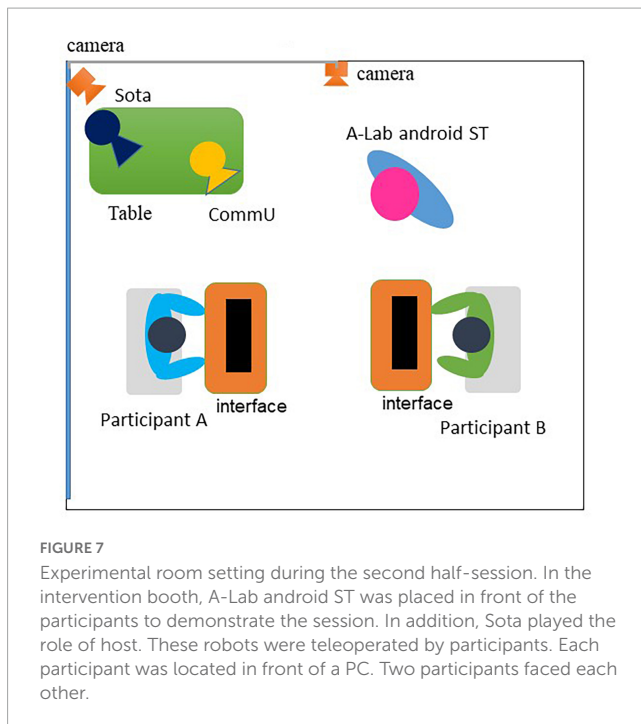 camera
camera
Sota
A-Lab android ST
Table
CommU
Participant A
interface
interface
Participant B
FIGURE 7
Experimental room setting during the second half-session. In the
intervention booth, A-Lab android ST was placed in front of the
participants to demonstrate the session. In addition, Sota played the
role of host. These robots were teleoperated by participants. Each
participant was located in front of a PC. Two participants faced each
other.